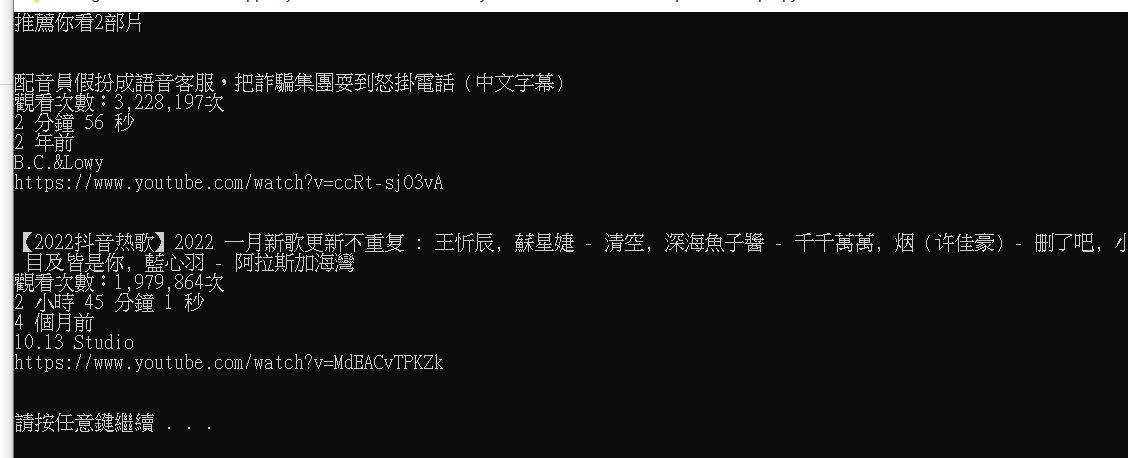 推薦你看2部片
配音員假扮成語音客服，把詐騙集團耍到怒掛電話 (中文字幕)
觀看次數：3,228,197次
2 分鐘 56 秒
2 年前
B.C.&Lowy
https://www.youtube.com/watch?v=ccRt-sjO3vA
【2022抖音热歌】2022 一月新歌更新不重复 : 王忻辰, 蘇星婕 - 清空, 深海魚子醬 - 千千萬萬, 烟 (许佳豪) - 删了吧, 小
目及皆是你, 藍心羽 - 阿拉斯加海灣
觀看次數：1,979,864次
2 小時 45 分鐘 1 秒
4 個月前
10.13 Studio
https://www.youtube.com/watch?v=MdEACvTPKZk
請按任意鍵繼續 . . .